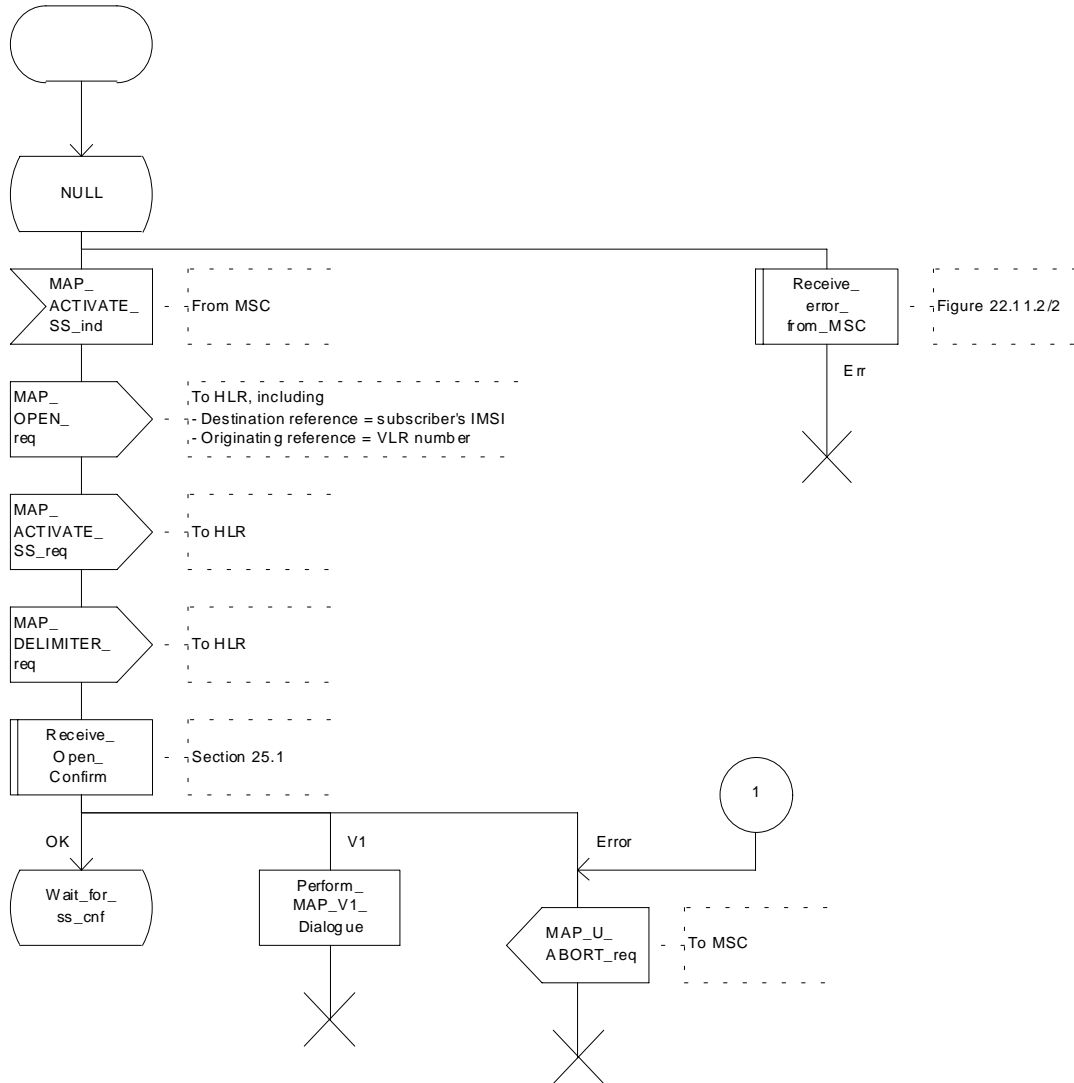 NULL
MAP_
ACTIVATE_
SS_ind
From MSC
Receive_
error_
from_MSC
Figure 22.11.2/2
Err
MAP_
OPEN_
req
To HLR, including
- Destination reference = subscriber's IMSI
- Originating reference = VLR number
MAP_
ACTIVATE_
SS_req
To HLR
MAP_
DELIMITER_
req
To HLR
Receive_
Open_
Confirm
Section 25.1
1
OK
V1
Error
Wait_for_
ss_cnf
Perform_
MAP_V1_
Dialogue
MAP_U_
ABORT_req
To MSC